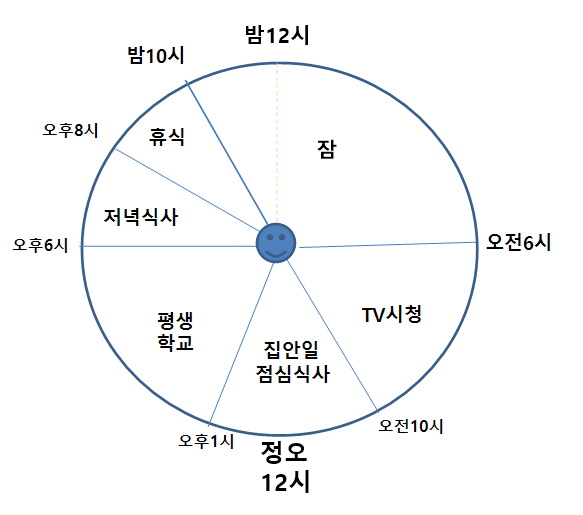 밤12시
밤10시
오후8시
휴식
잠
저녁식사
오후6시
오전6시
TV시청
평생
학교
집안일
점심식사
오전10시
오후1시
정오
12시